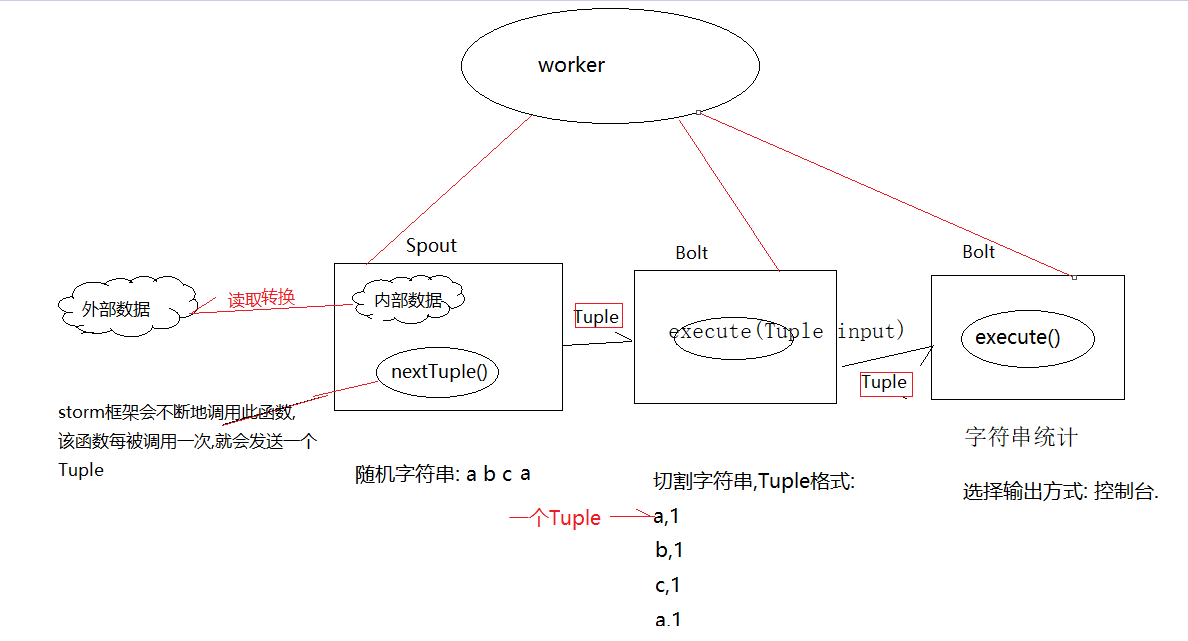 worker
Spout
Bolt
Bolt
外部数据
读取转换
内部数据
Tuple
execute(Tuple input)
execute()
nextTuple()
Tuple
storm框架会不断地调用此函数,
该函数每被调用一次,就会发送一个
Tuple
字符串统计
随机字符串: a b c a
切割字符串,Tuple格式:
选择输出方式: 控制台.
一个Tuple
a,1
b,1
c,1
a,1